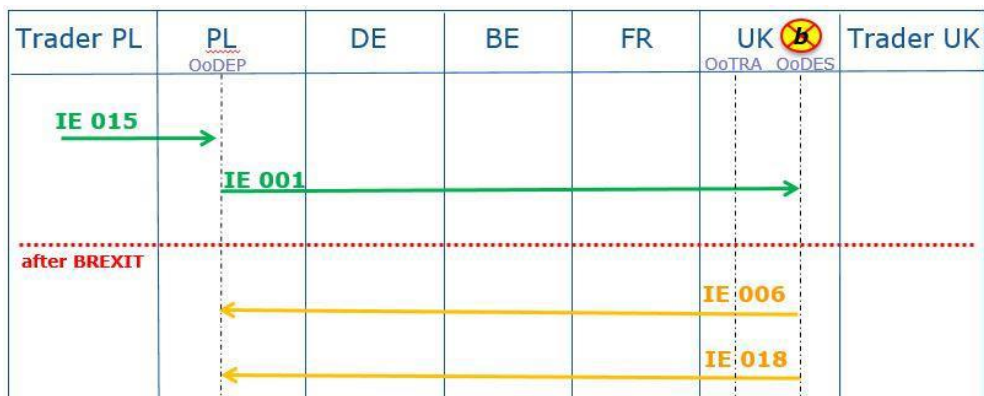 Trader PL PL DE BE FR UK b Trader UK
OoDEP OoTRA OoDES
IE 015
IE 001
after BREXIT
IE 006
IE 018